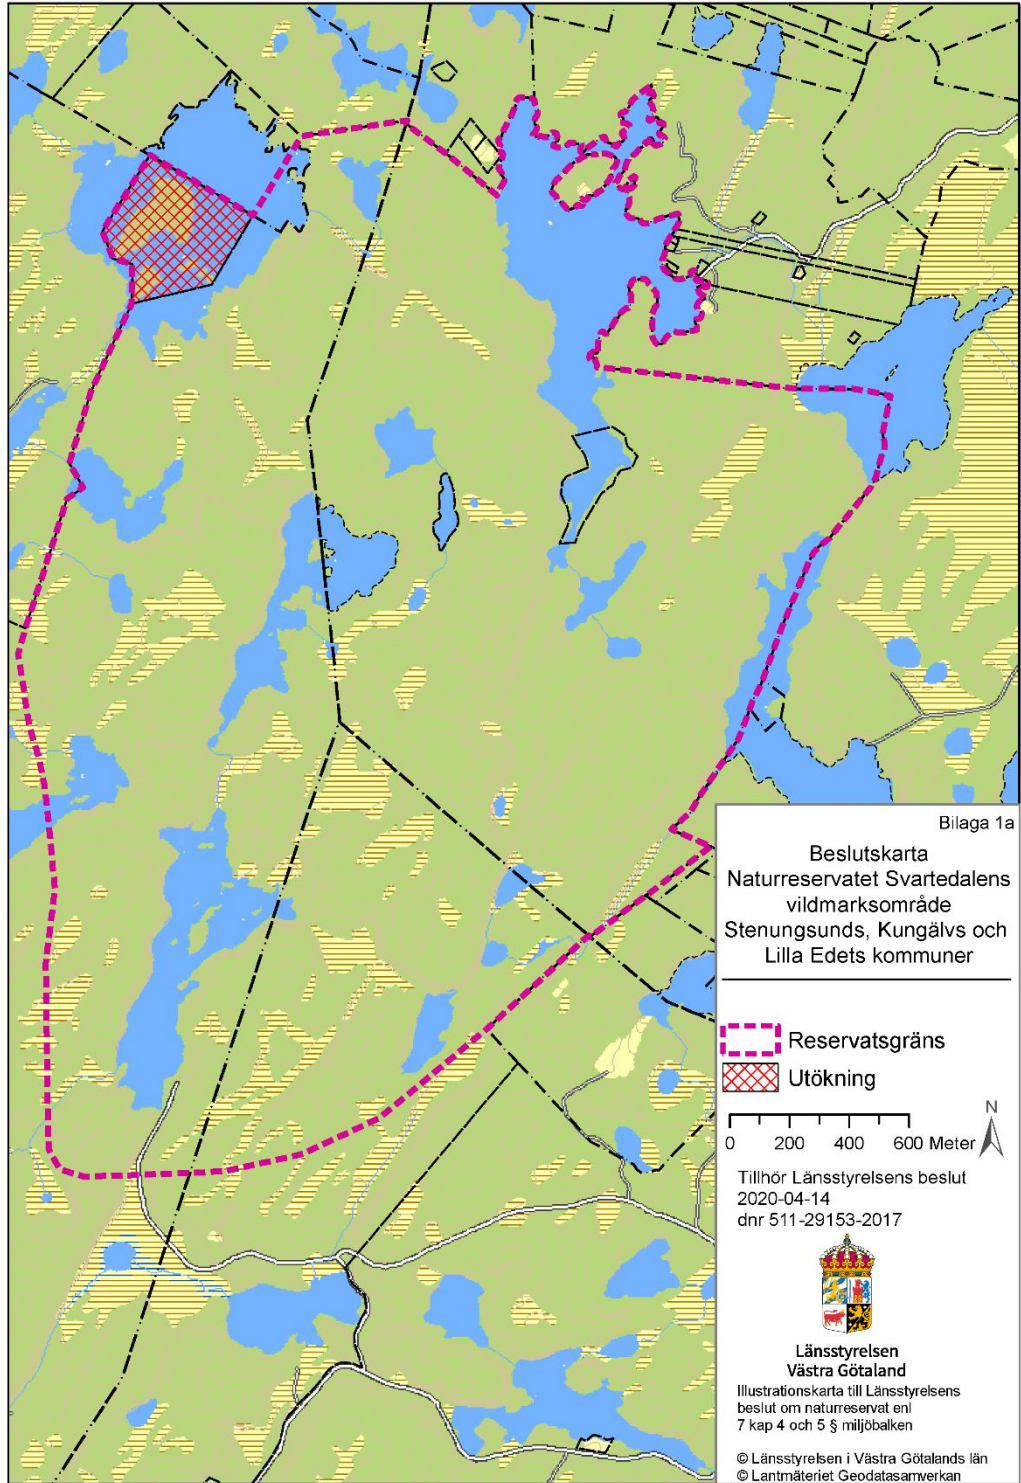 Bilaga 1a
Beslutskarta
Naturreservatet Svartedalens
vildmarksområde
Stenungsunds, Kungälvs och
Lilla Edets kommuner
Reservatsgräns
Utökning
0 200 400 600 Meter
N
Tillhör Länsstyrelsens beslut
2020-04-14
dnr 511-29153-2017
Länsstyrelsen
Västra Götaland
Illustrationskarta till Länsstyrelsens
beslut om naturreservat enl
7 kap 4 och 5 § miljöbalken
© Länsstyrelsen i Västra Götalands län
© Lantmäteriet Geodatasamverkan